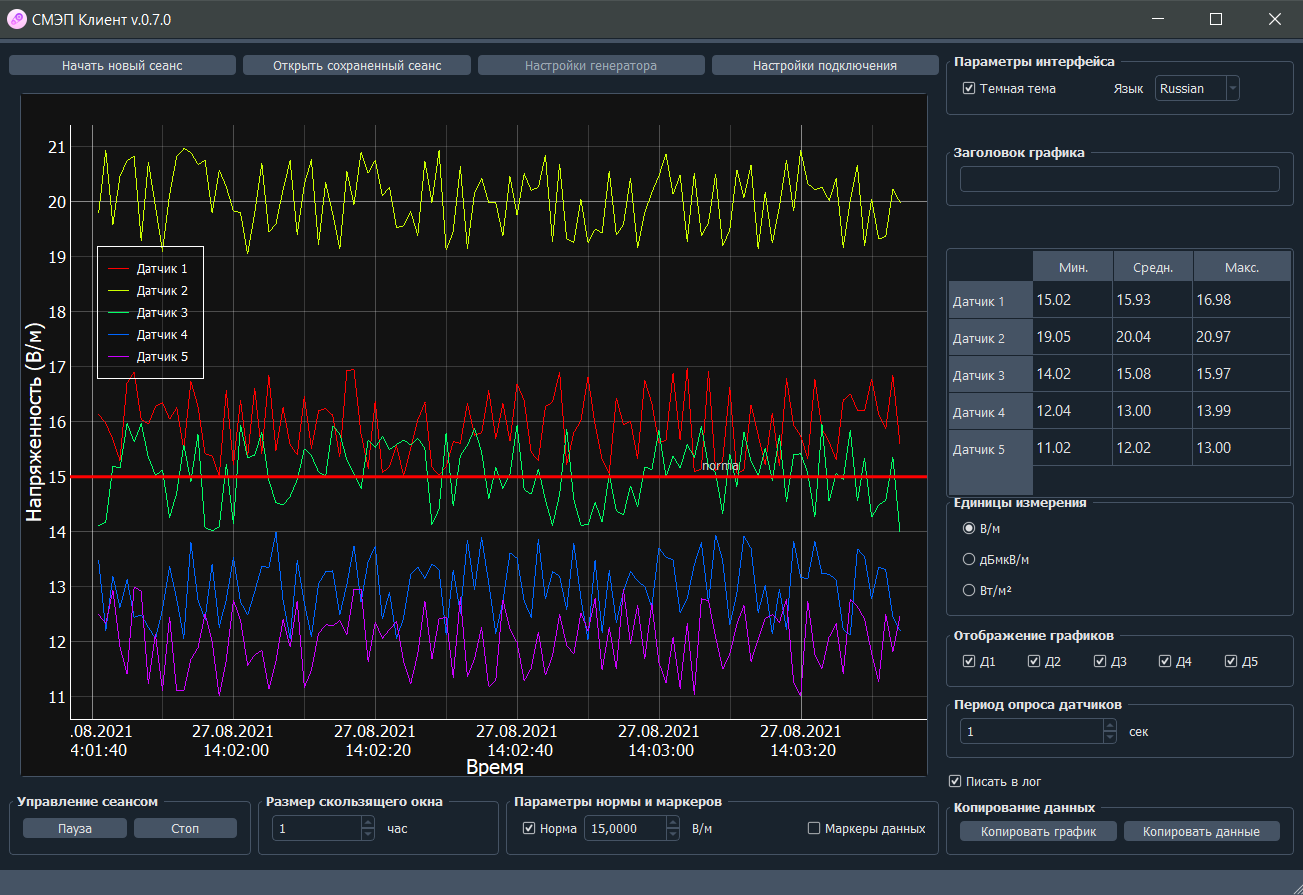 СМЭП Клиент v.0.7.0
Начать новый сеанс
Открыть сохраненный сеанс
Настройки генератора
Настройки подключения
Параметры интерфейса
Темная тема
Язык
Russian
Заголовок графика
Напряженность (В/м)
21
20
19
18
17
16
15
14
13
12
11
Датчик 1
Датчик 2
Датчик 3
Датчик 4
Датчик 5
norma
.08.2021 27.08.2021 27.08.2021 27.08.2021 27.08.2021 27.08.2021
4:01:40 14:02:00 14:02:20 14:02:40 14:03:00 14:03:20
Время
Мин. Средн. Макс.
Датчик 1 15.02 15.93 16.98
Датчик 2 19.05 20.04 20.97
Датчик 3 14.02 15.08 15.97
Датчик 4 12.04 13.00 13.99
Датчик 5 11.02 12.02 13.00
Единицы измерения
В/м
дБмкВ/м
Вт/м²
Отображение графиков
Д1 Д2 Д3 Д4 Д5
Период опроса датчиков
1 сек
Писать в лог
Копирование данных
Копировать график
Копировать данные
Управление сеансом
Пауза
Стоп
Размер скользящего окна
1 час
Параметры нормы и маркеров
Норма 15,0000 В/м
Маркеры данных